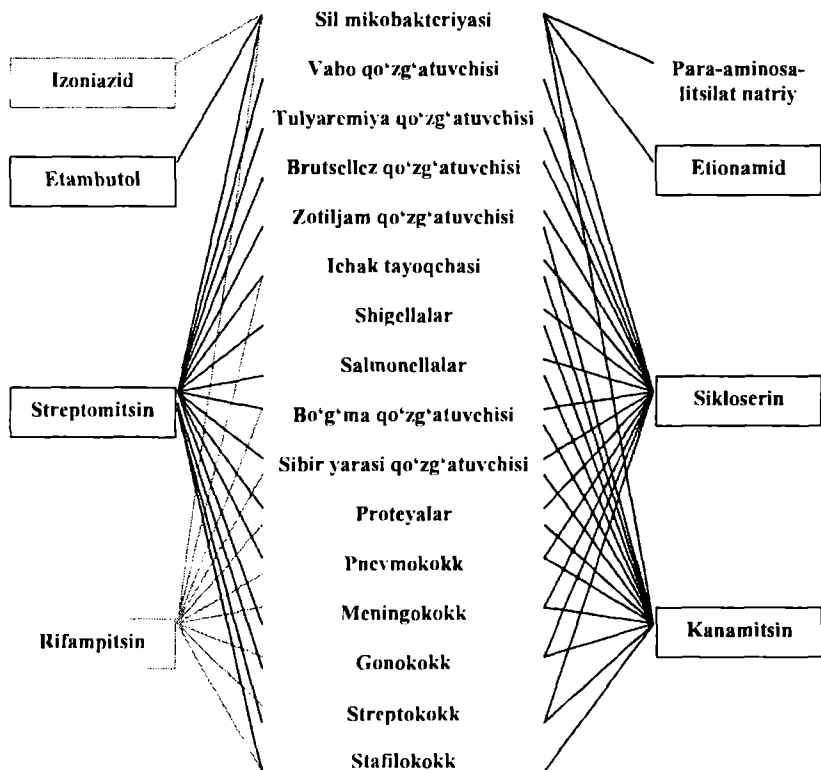 Sil mikobakteriyasi
Izoniazid
Vabo qo‘zg‘atuvchisi
Para-aminosa-
litsilat natriy
Tulyaremiya qo‘zg‘atuvchisi
Etambutol
Brutsellez qo‘zg‘atuvchisi
Etionamid
Zotiljam qo‘zg‘atuvchisi
Ichak tayoqchasi
Shigellalar
Salmonellalar
Streptomitsin
Bo‘g‘ma qo‘zg‘atuvchisi
Sikloserin
Sibir yarasi qo‘zg‘atuvchisi
Proteyalar
Pnevmokokk
Meningokokk
Rifampitsin
Kanamitsin
Gonokokk
Streptokokk
Stafilokokk